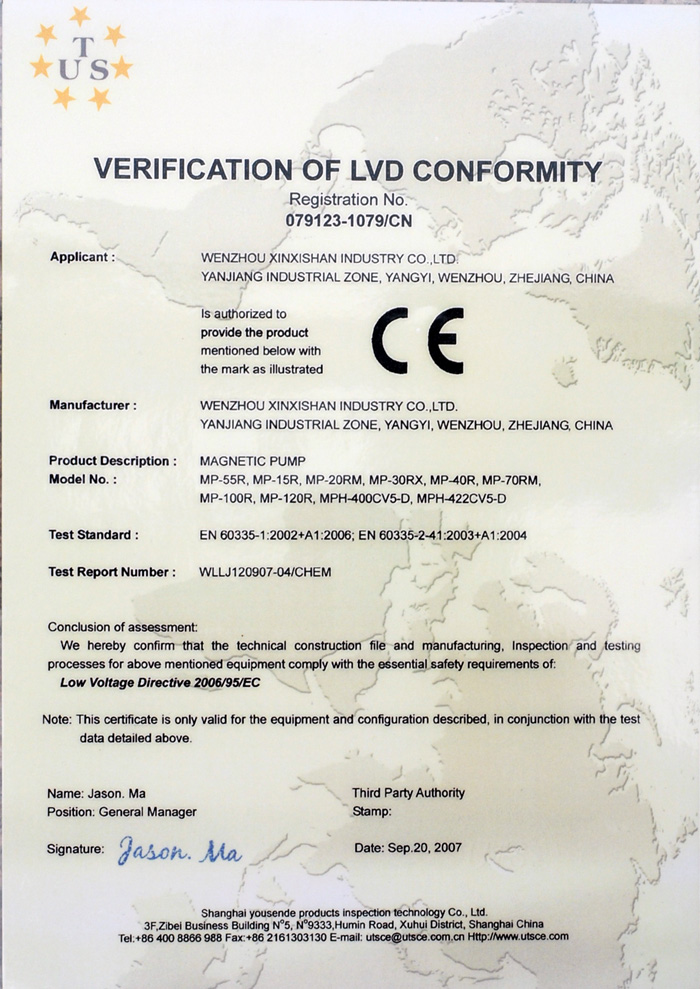 T
US
VERIFICATION OF LVD CONFORMITY
Registration No.
079123-1079/CN
Applicant : WENZHOU XINXISHAN INDUSTRY CO.,LTD.
YANJIANG INDUSTRIAL ZONE, YANGYI, WENZHOU, ZHEJIANG, CHINA
Is authorized to
provide the product
mentioned below with
the mark as illustrated
CE
Manufacturer : WENZHOU XINXISHAN INDUSTRY CO.,LTD.
YANJIANG INDUSTRIAL ZONE, YANGYI, WENZHOU, ZHEJIANG, CHINA
Product Description : MAGNETIC PUMP
Model No. : MP-55R, MP-15R, MP-20RM, MP-30RX, MP-40R, MP-70RM,
MP-100R, MP-120R, MPH-400CV5-D, MPH-422CV5-D
Test Standard : EN 60335-1:2002+A1:2006; EN 60335-2-41:2003+A1:2004
Test Report Number : WLLJ120907-04/CHEM
Conclusion of assessment:
We hereby confirm that the technical construction file and manufacturing, Inspection and testing
processes for above mentioned equipment comply with the essential safety requirements of:
Low Voltage Directive 2006/95/EC
Note: This certificate is only valid for the equipment and configuration described, in conjunction with the test
data detailed above.
Name: Jason. Ma Third Party Authority
Position: General Manager Stamp:
Signature: Jason. Ma Date: Sep.20, 2007
Shanghai yousende products inspection technology Co., Ltd.
3F,Zibei Business Building N°5, N°9333,Humin Road, Xuhui District, Shanghai China
Tel:+86 400 8866 988 Fax:+86 2161303130 E-mail: utsce@utsce.com.cn Http://www.utsce.com